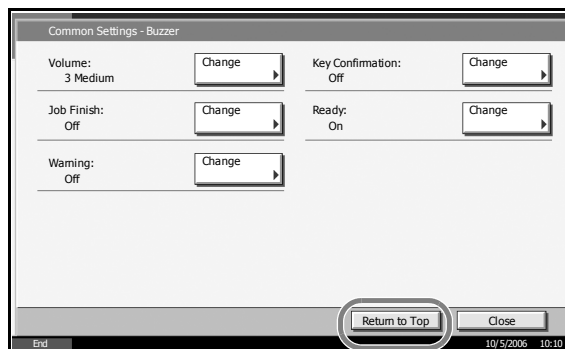 Common Settings - Buzzer
Volume:
3 Medium
Change
Key Confirmation:
Off
Change
Job Finish:
Off
Change
Ready:
On
Change
Warning:
Off
Change
Return to Top
Close
End
10/5/2006 10:10